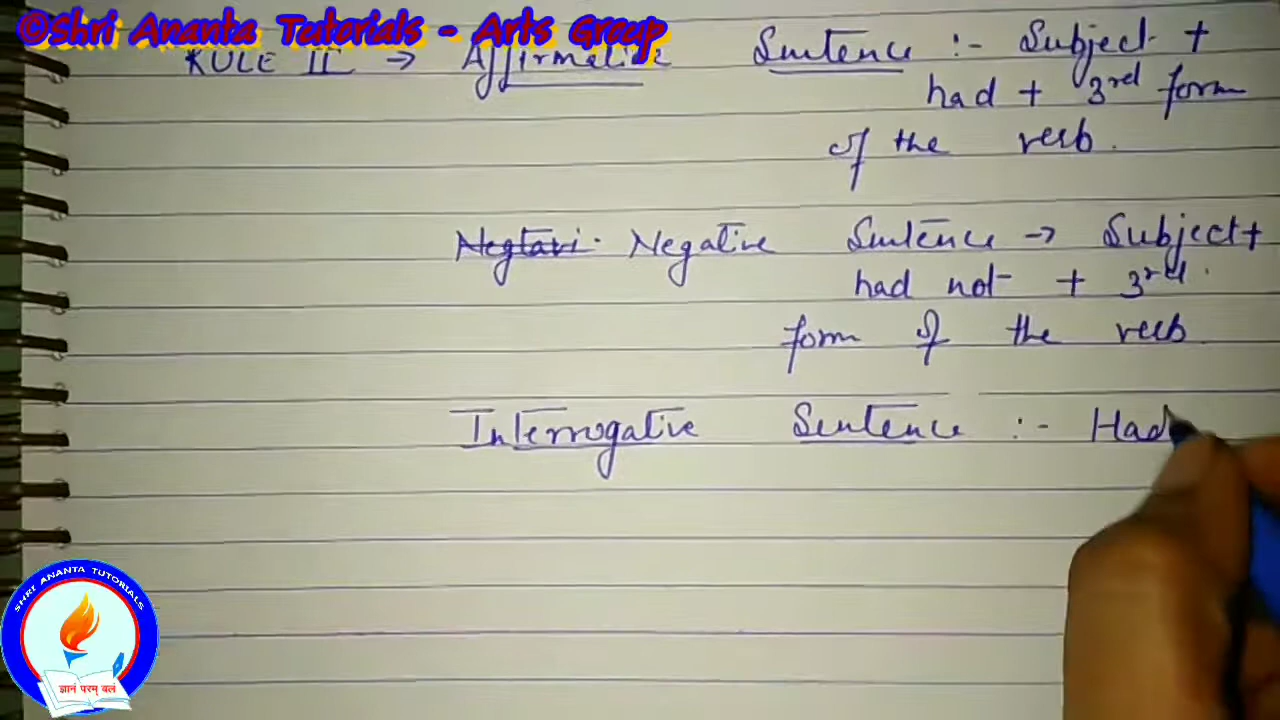 ©Shri Ananta Tutorials - Arts Group
RULE II → Affirmative Sentence :- Subject +
had + 3rd form
of the verb.
Negtavi. Negative Sentence → Subject +
had not + 3rd
form of the verb
Interrogative Sentence :- Had
SHRI ANANTA TUTORIALS
ज्ञानं परमं बलं